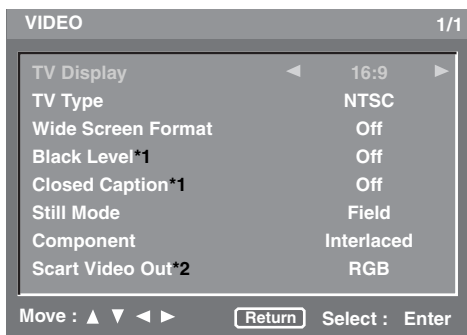 VIDEO 1/1
TV Display ◄ 16:9 ►
TV Type NTSC
Wide Screen Format Off
Black Level*1 Off
Closed Caption*1 Off
Still Mode Field
Component Interlaced
Scart Video Out*2 RGB
Move : ▲ ▼ ◄ ► Return Select : Enter